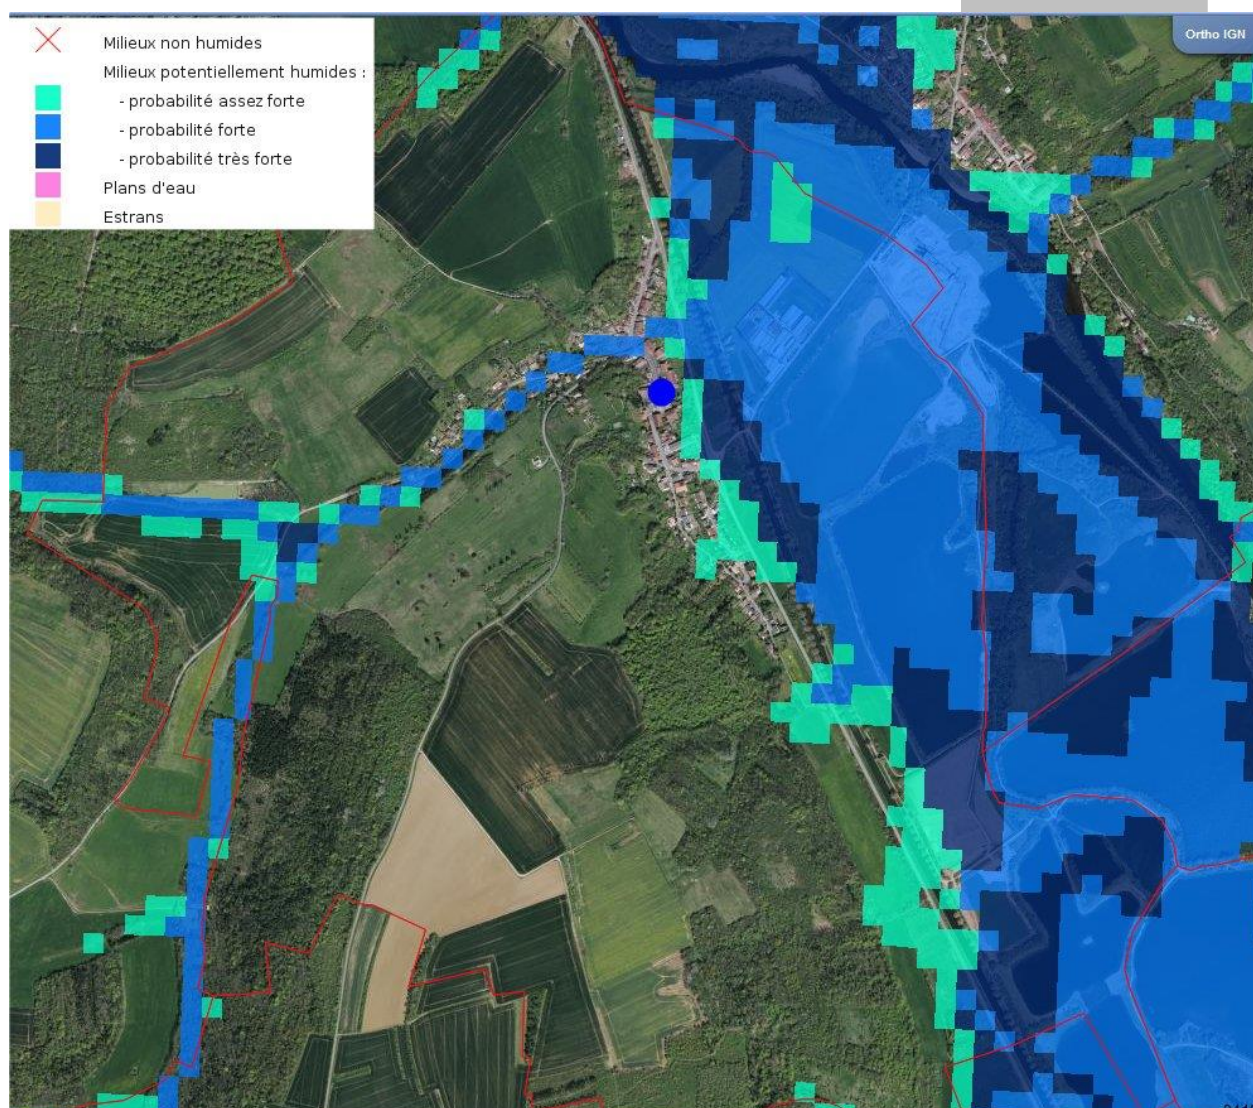 Milieux non humides
Milieux potentiellement humides :
- probabilité assez forte
- probabilité forte
- probabilité très forte
Plans d'eau
Estrans
Ortho IGN